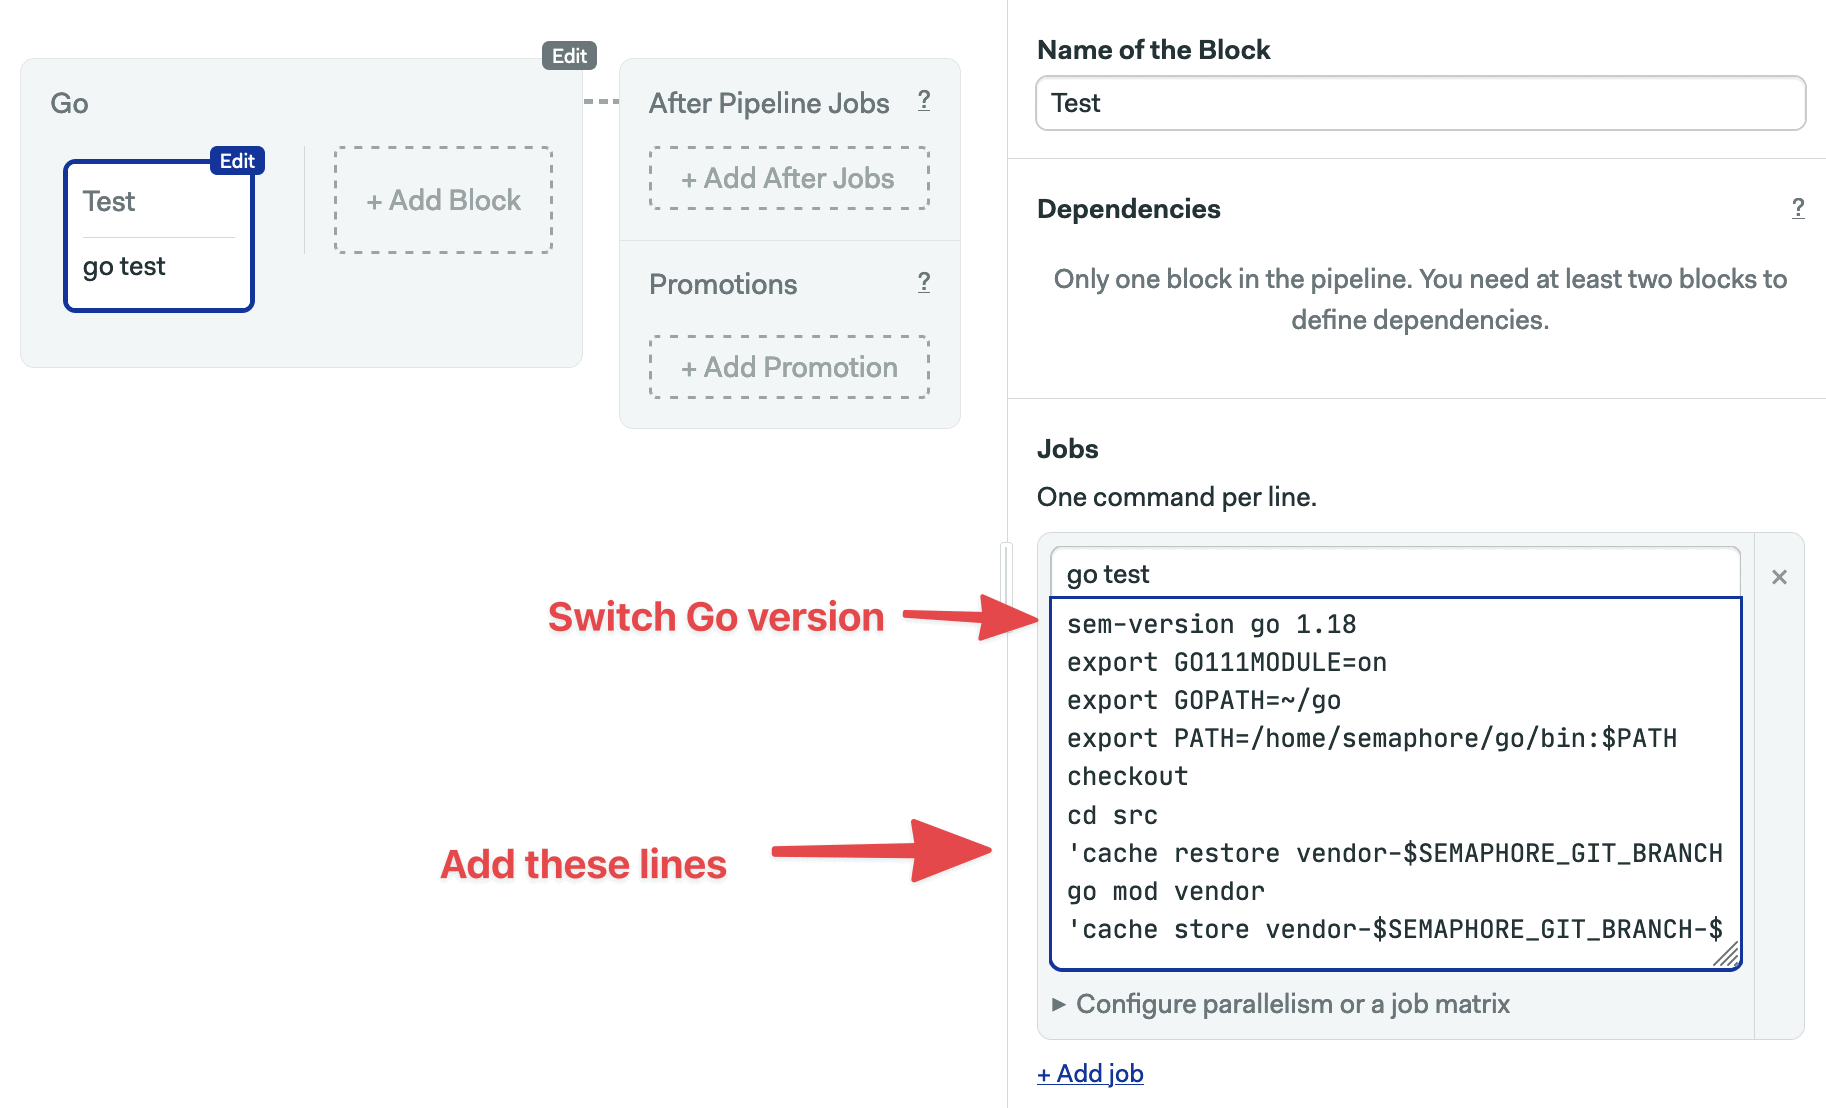 Edit
Go
Edit
Test
go test
+ Add Block
After Pipeline Jobs ?
+ Add After Jobs
Promotions ?
+ Add Promotion
Name of the Block
Test
Dependencies ?
Only one block in the pipeline. You need at least two blocks to
define dependencies.
Jobs
One command per line.
go test
×
Switch Go version
sem-version go 1.18
export GO111MODULE=on
export GOPATH=~/go
export PATH=/home/semaphore/go/bin:$PATH
checkout
cd src
Add these lines
'cache restore vendor-$SEMAPHORE_GIT_BRANCH
go mod vendor
'cache store vendor-$SEMAPHORE_GIT_BRANCH-$
▶ Configure parallelism or a job matrix
+ Add job